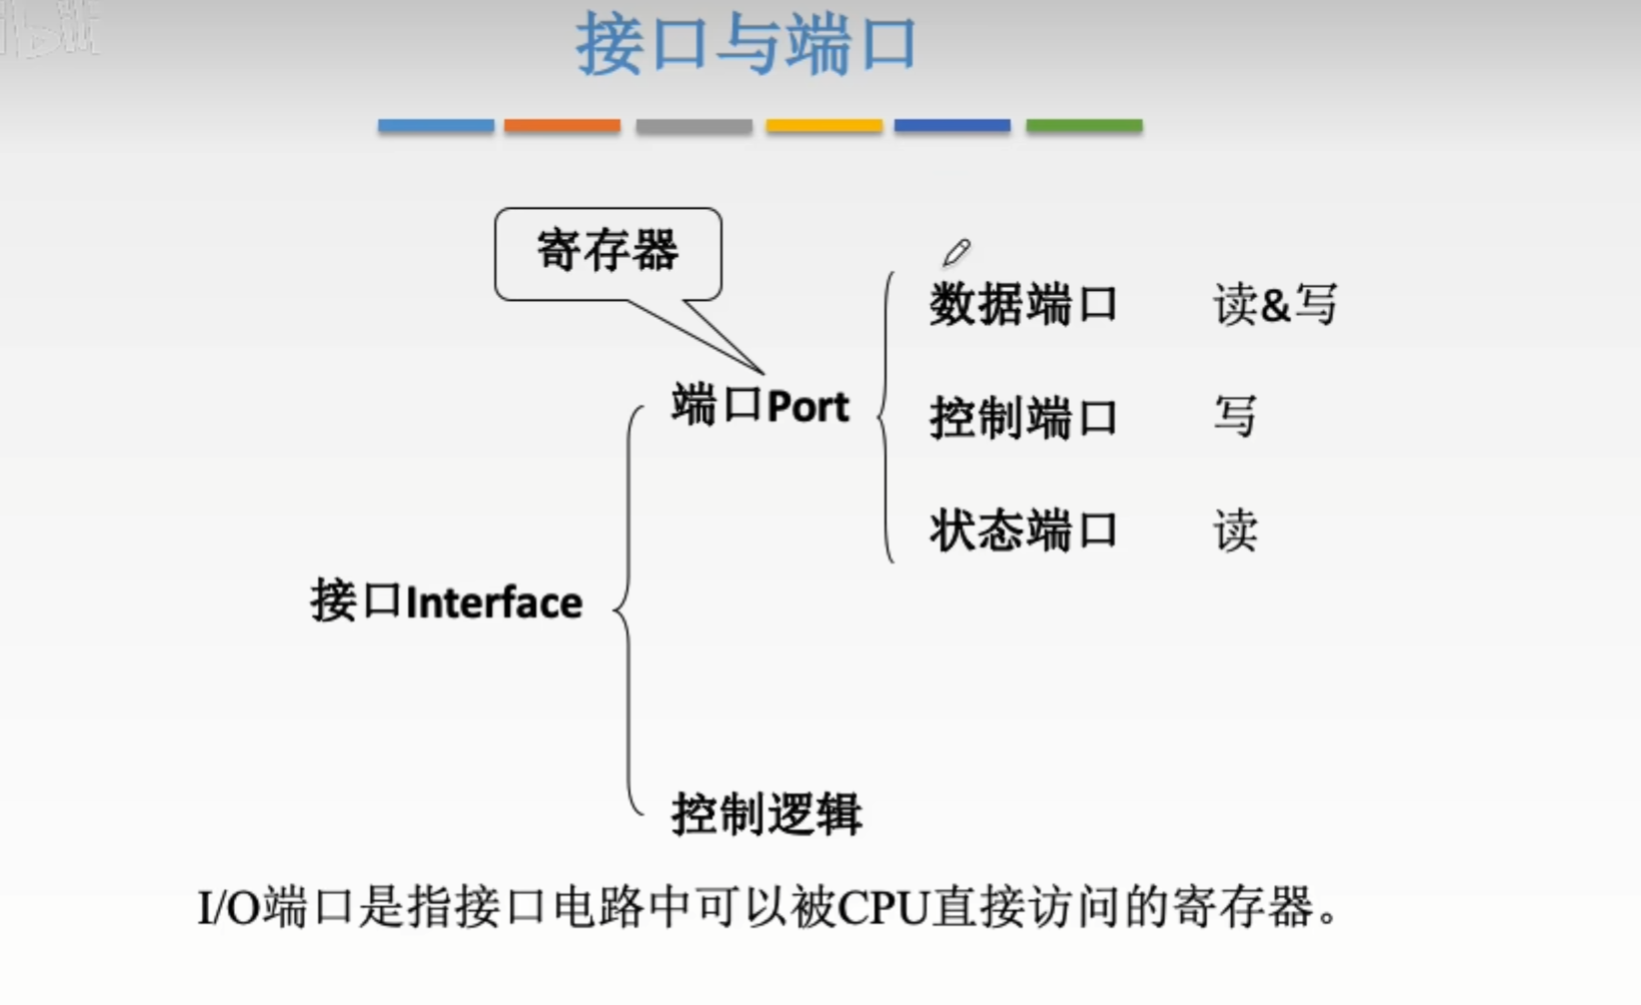 接口与端口
寄存器
数据端口 读&写
端口Port
控制端口 写
状态端口 读
接口Interface
控制逻辑
I/O端口是指接口电路中可以被CPU直接访问的寄存器。